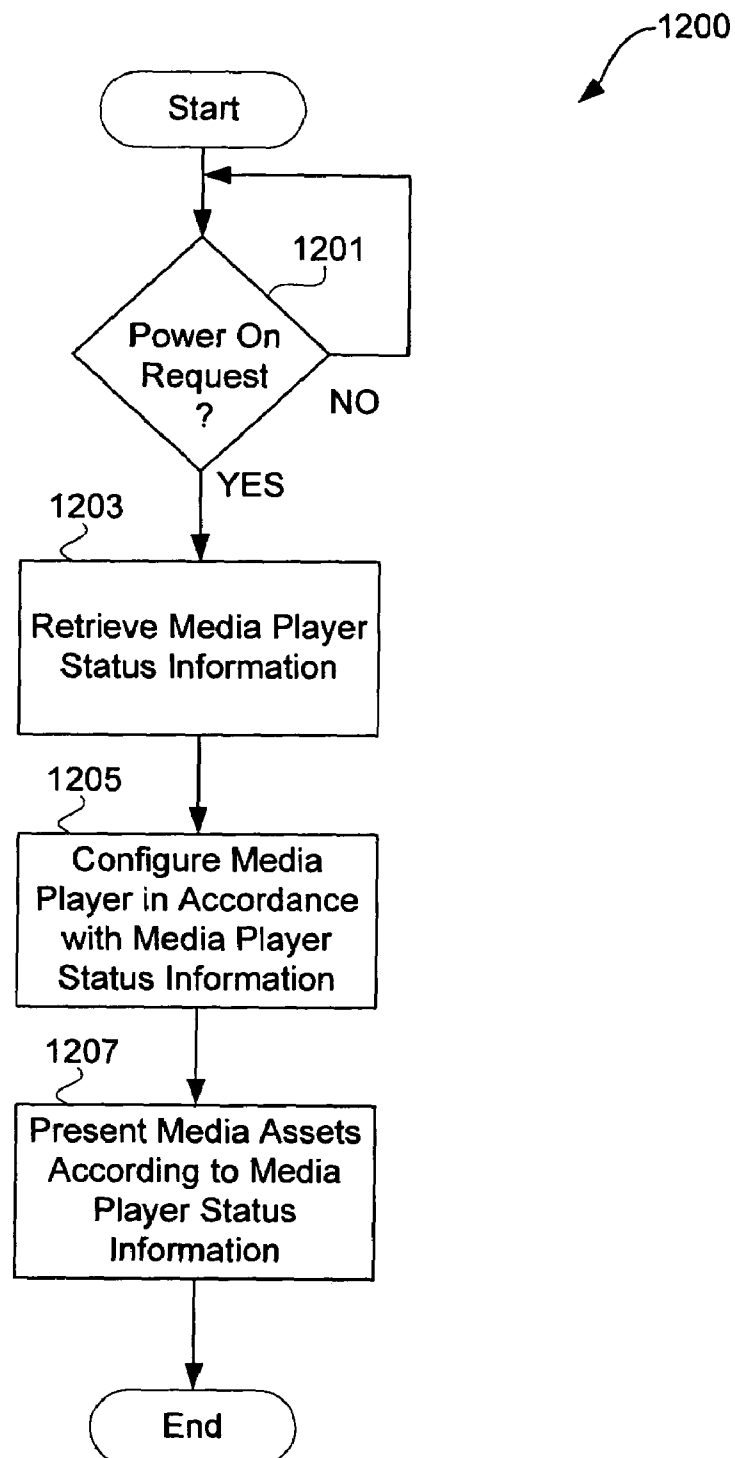 1200
Start
1201
Power On
Request
?
NO
YES
1203
Retrieve Media Player
Status Information
1205
Configure Media
Player in Accordance
with Media Player
Status Information
1207
Present Media Assets
According to Media
Player Status
Information
End